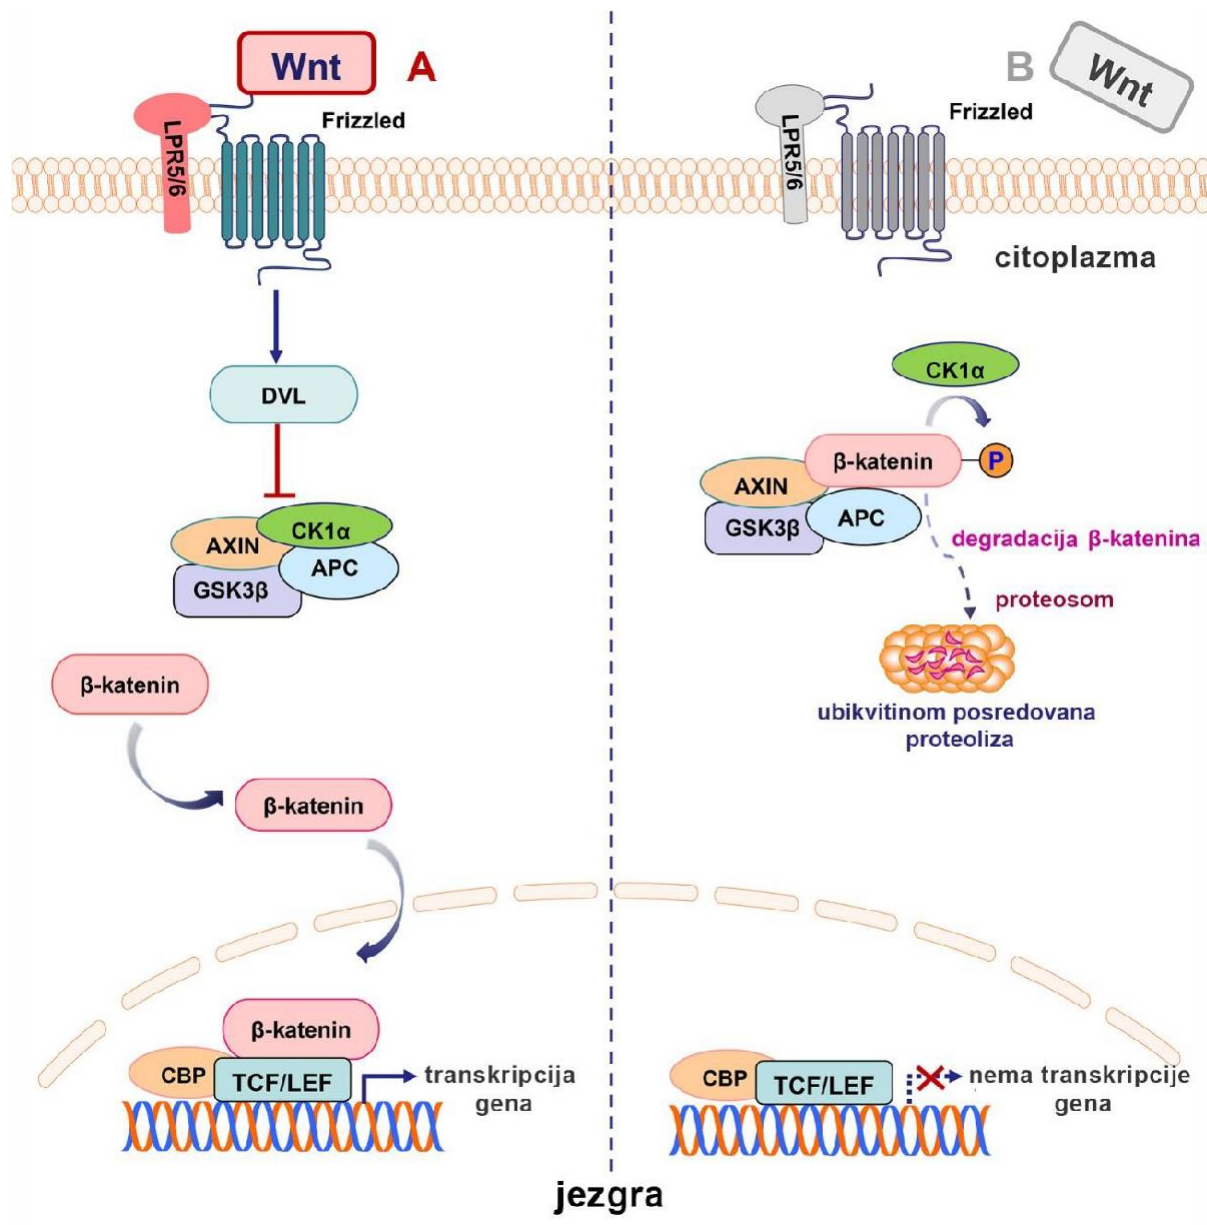 Wnt
A
LPR5/6
Frizzled
DVL
AXIN
CK1α
GSK3β
APC
β-katenin
β-katenin
β-katenin
CBP
TCF/LEF
transkripcija
gena
B
Wnt
LPR5/6
Frizzled
citoplazma
CK1α
β-katenin
P
AXIN
GSK3β
APC
degradacija β-katenina
proteosom
ubikvitinom posredovana
proteoliza
CBP
TCF/LEF
nema transkripcije
gena
jezgra